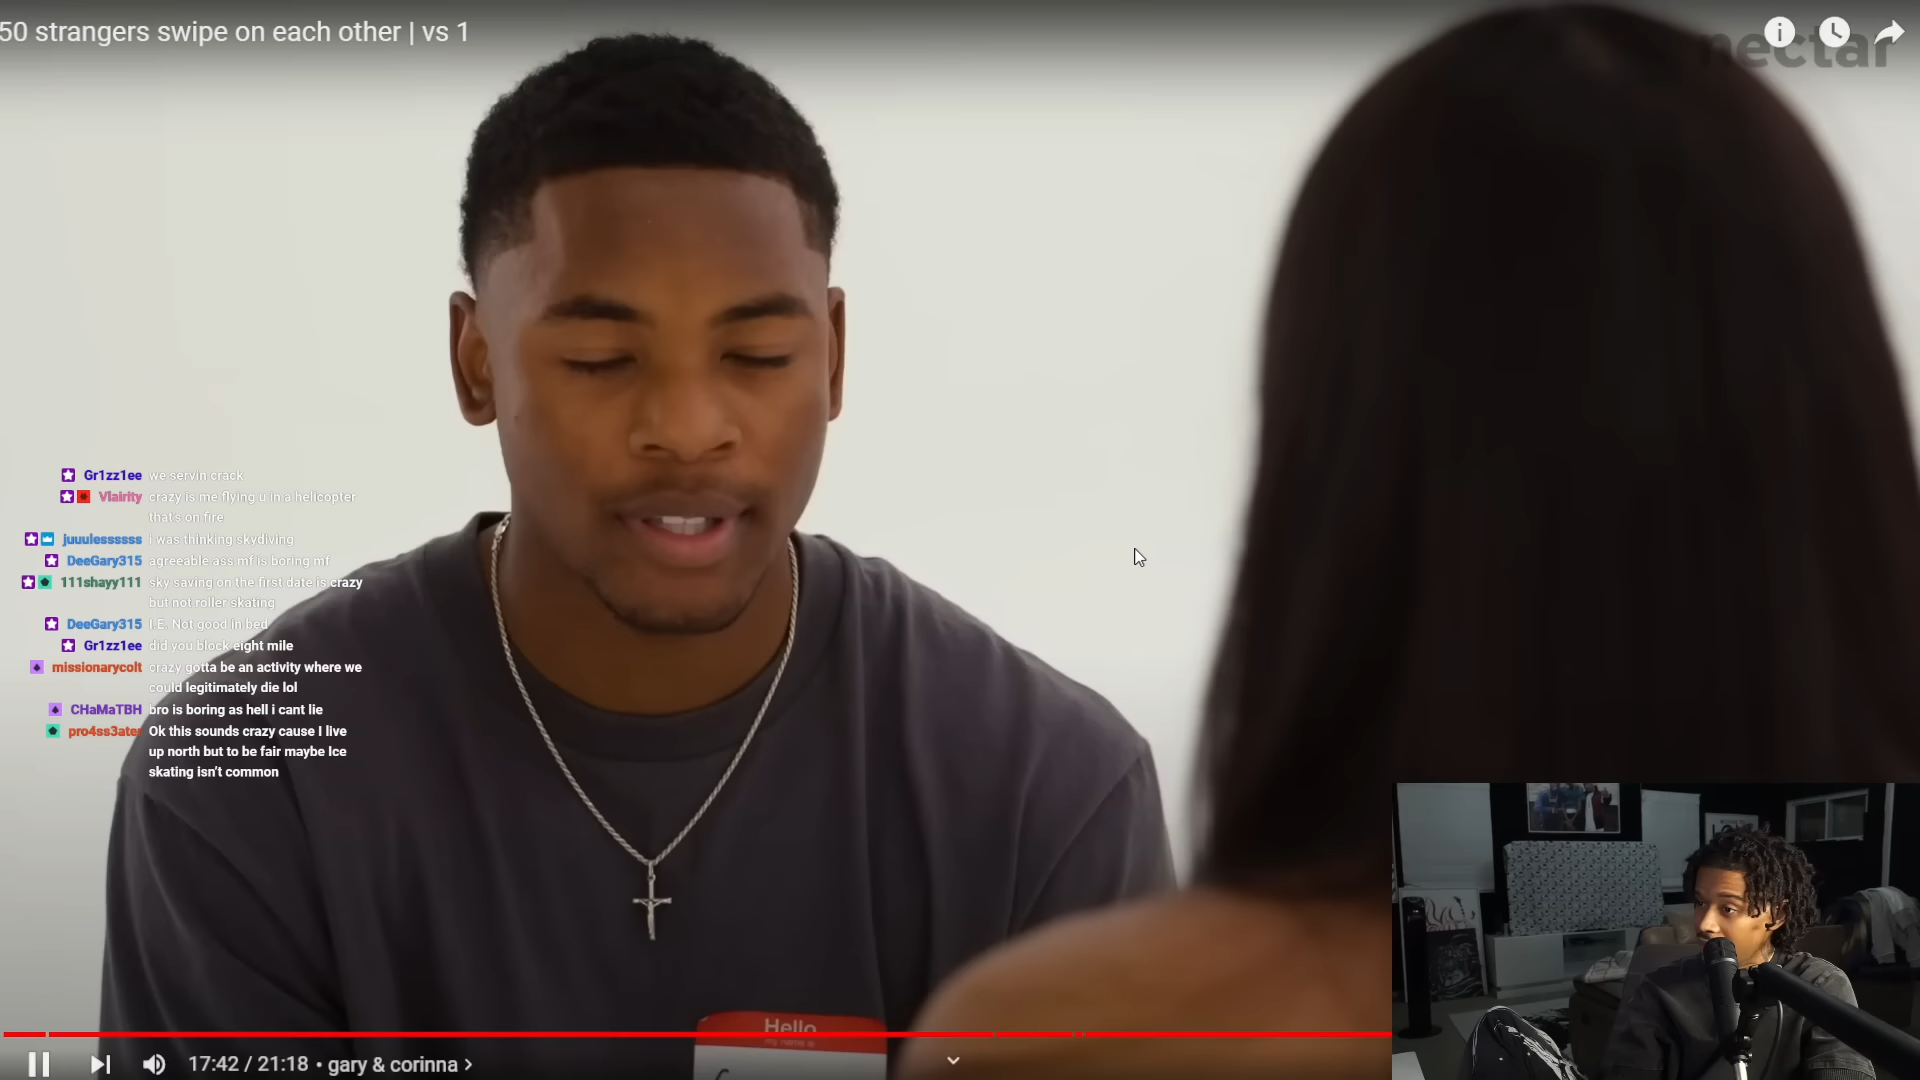 50 strangers swipe on each other | vs 1
nectar
Gr1zz1ee we servin crack
Vlairity crazy is me flying u in a helicopter
that's on fire
juuulessssss i was thinking skydiving
DeeGary315 agreeable ass mf is boring mf
111shayy111 sky saving on the first date is crazy
but not roller skating
DeeGary315 I.E. Not good in bed
Gr1zz1ee did you block eight mile
missionarycolt crazy gotta be an activity where we
could legitimately die lol
CHaMaTBH bro is boring as hell i cant lie
pro4ss3ater Ok this sounds crazy cause I live
up north but to be fair maybe Ice
skating isn't common
Hello
my name is
17:42 / 21:18 • gary & corinna >